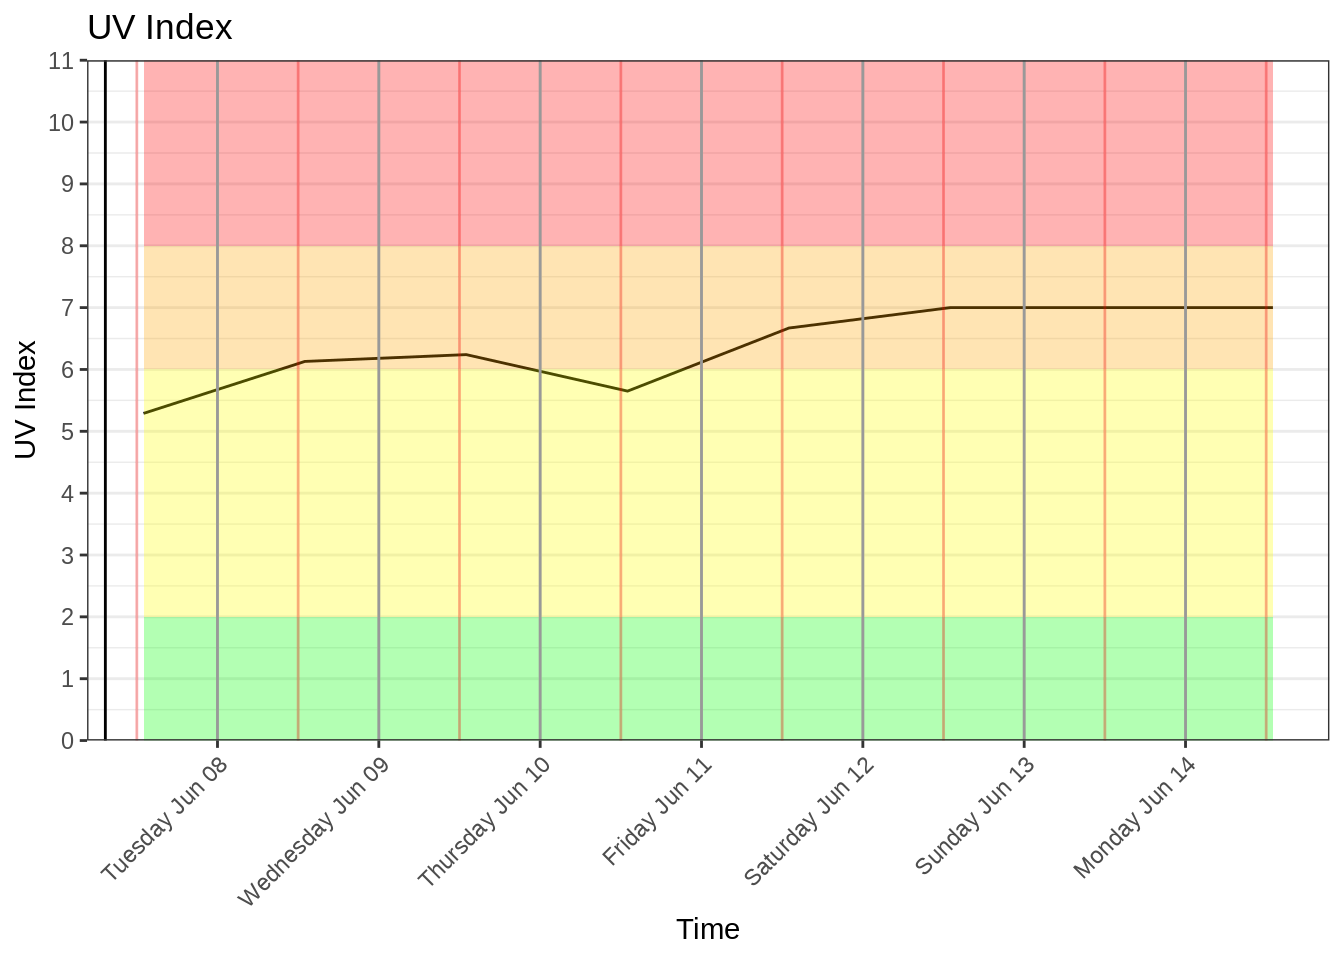 UV Index
11
10
9
8
7
6
5
4
3
2
1
0
UV Index
Tuesday Jun 08
Wednesday Jun 09
Thursday Jun 10
Friday Jun 11
Saturday Jun 12
Sunday Jun 13
Monday Jun 14
Time